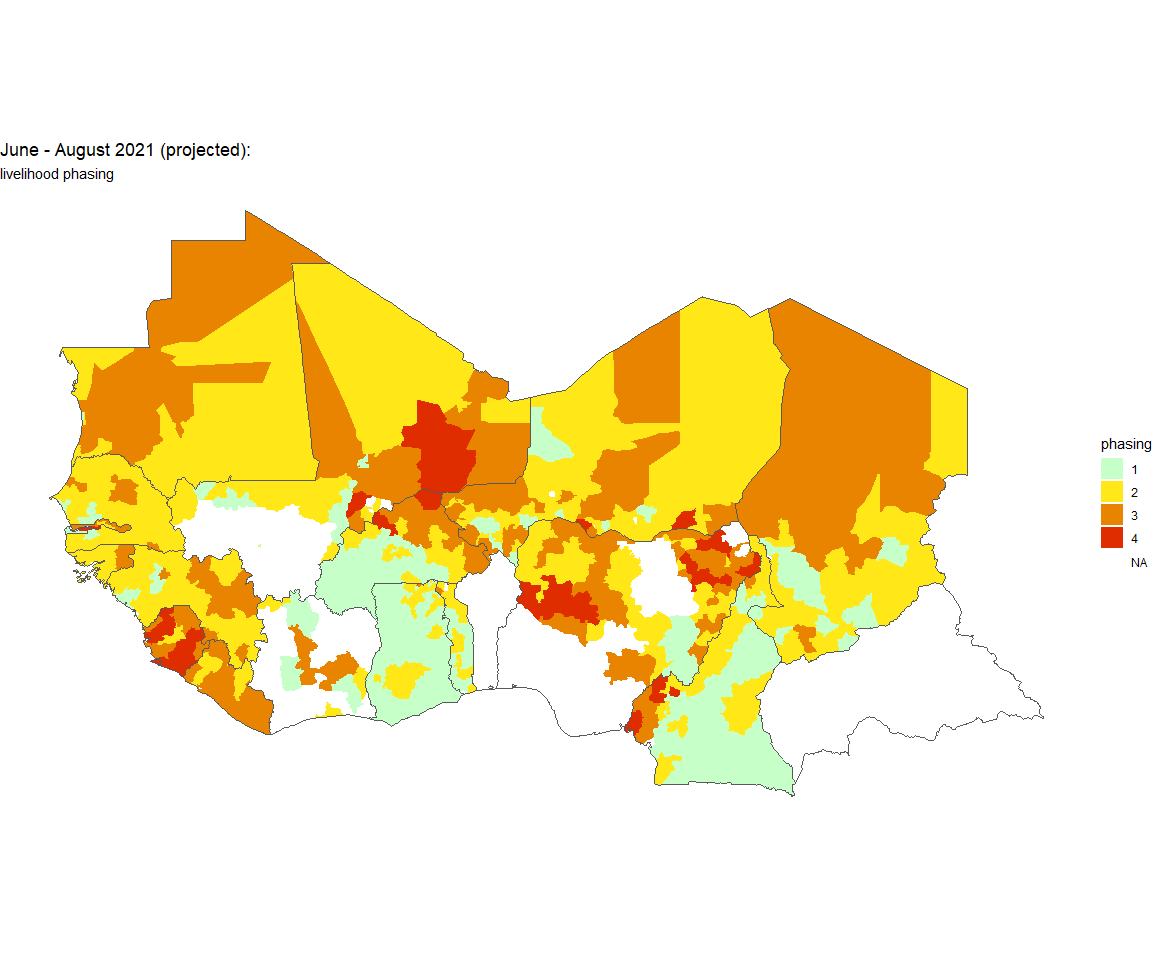 June - August 2021 (projected):
livelihood phasing
phasing
1
2
3
4
NA